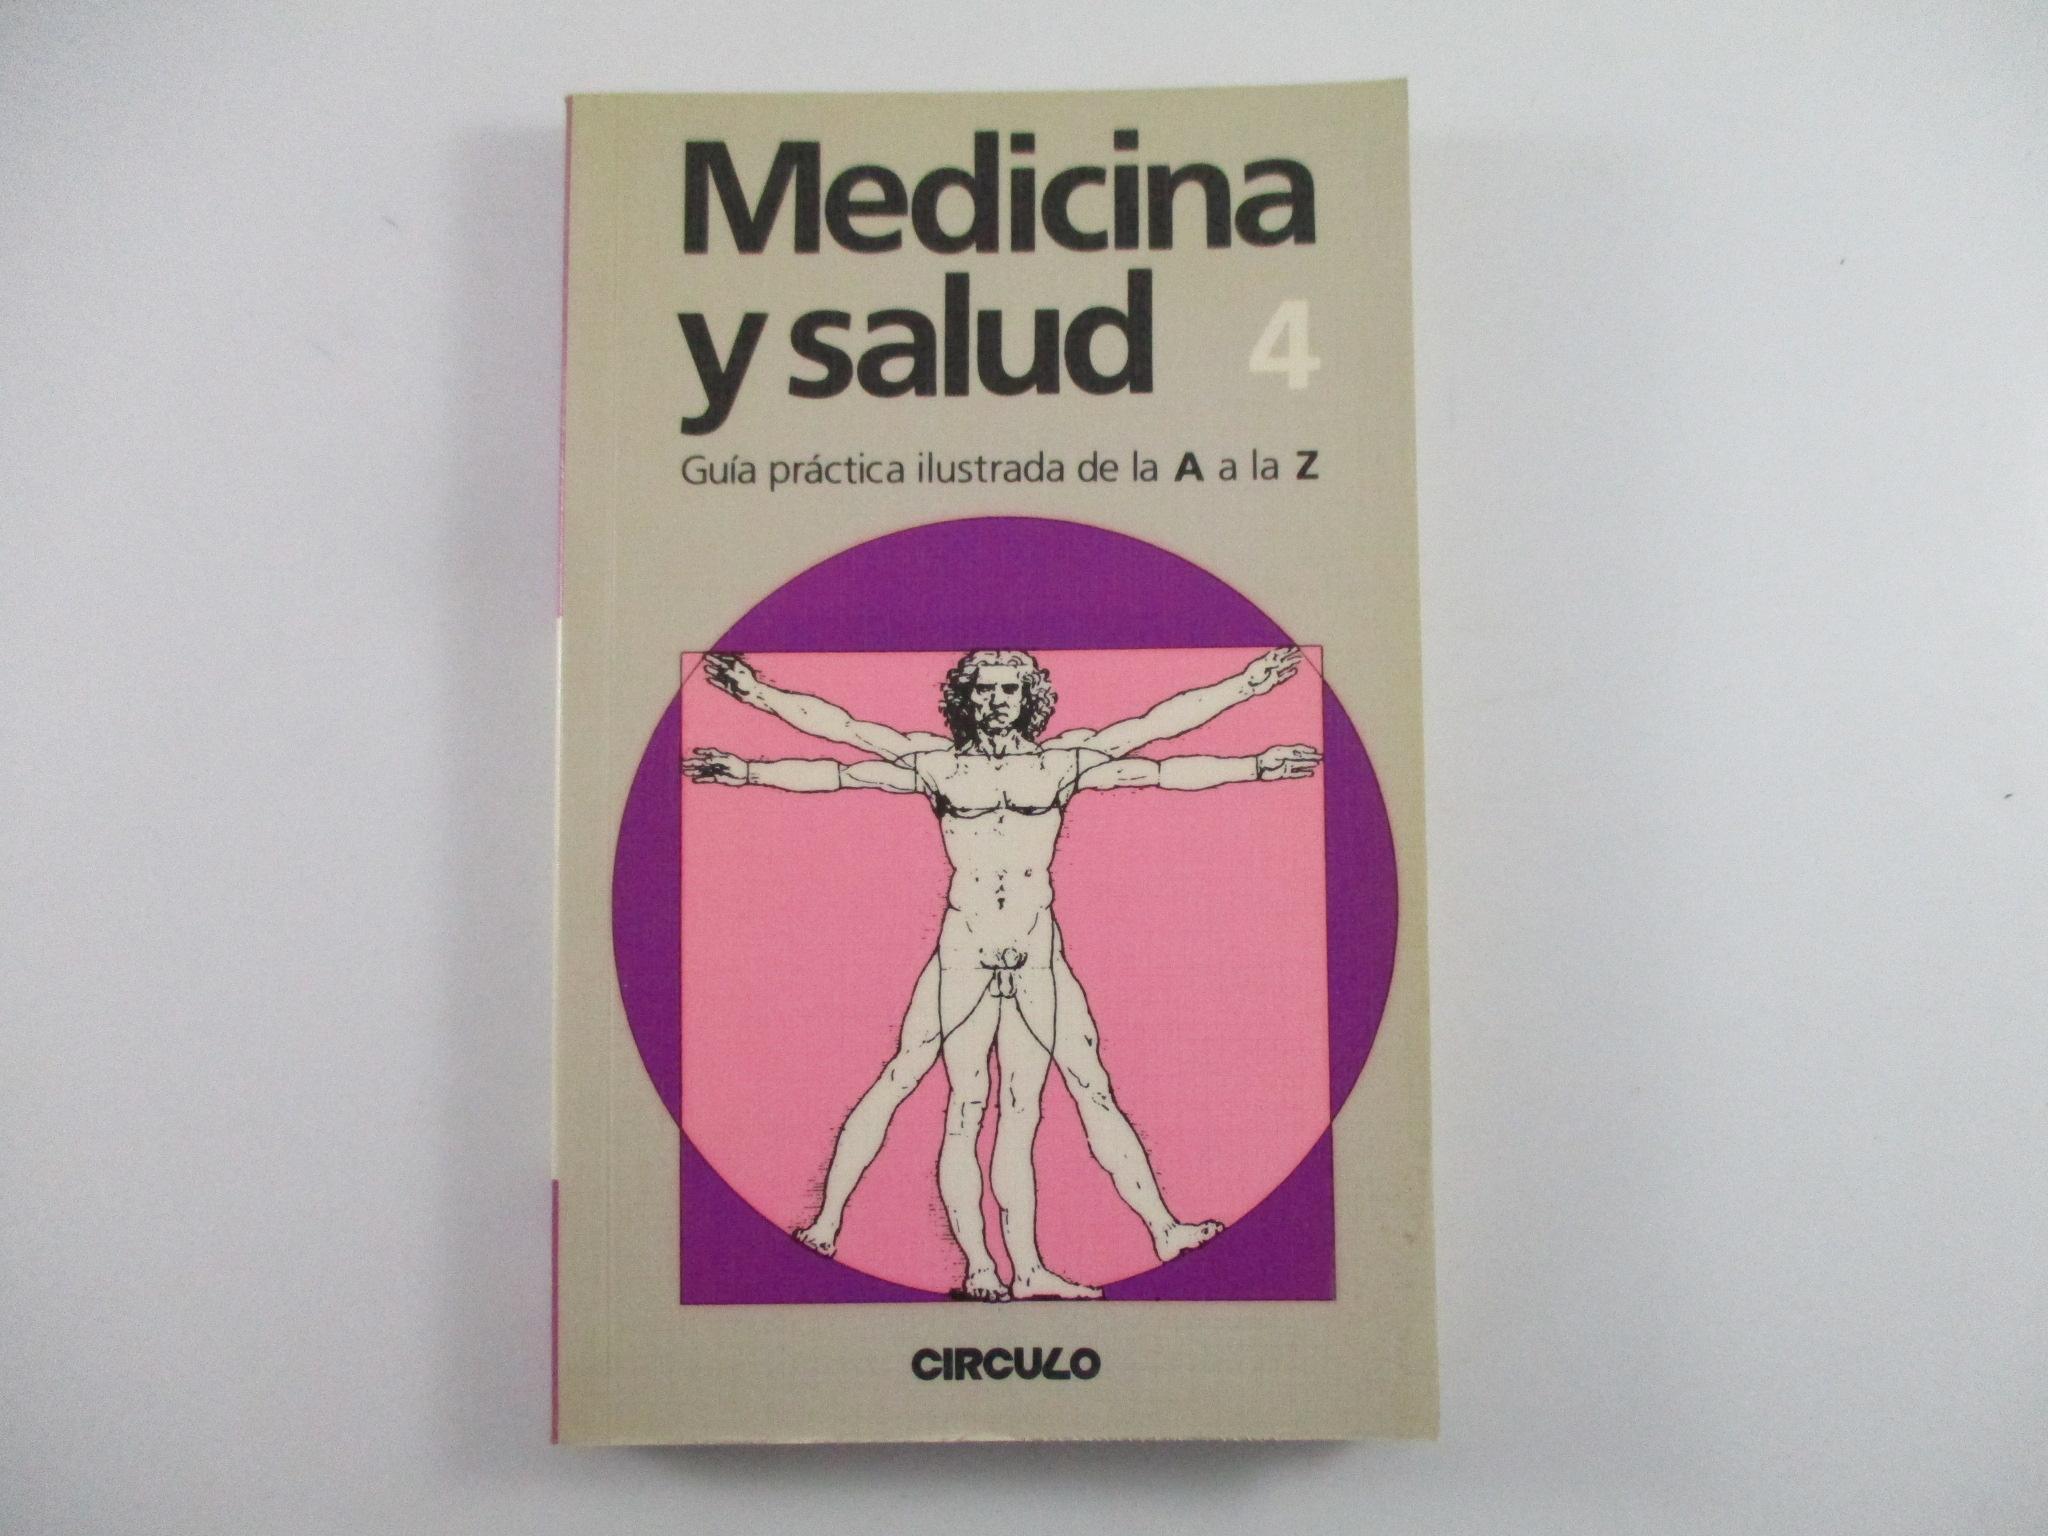 Medicina
y salud 4
Guía práctica ilustrada de la A a la Z
CIRCULO